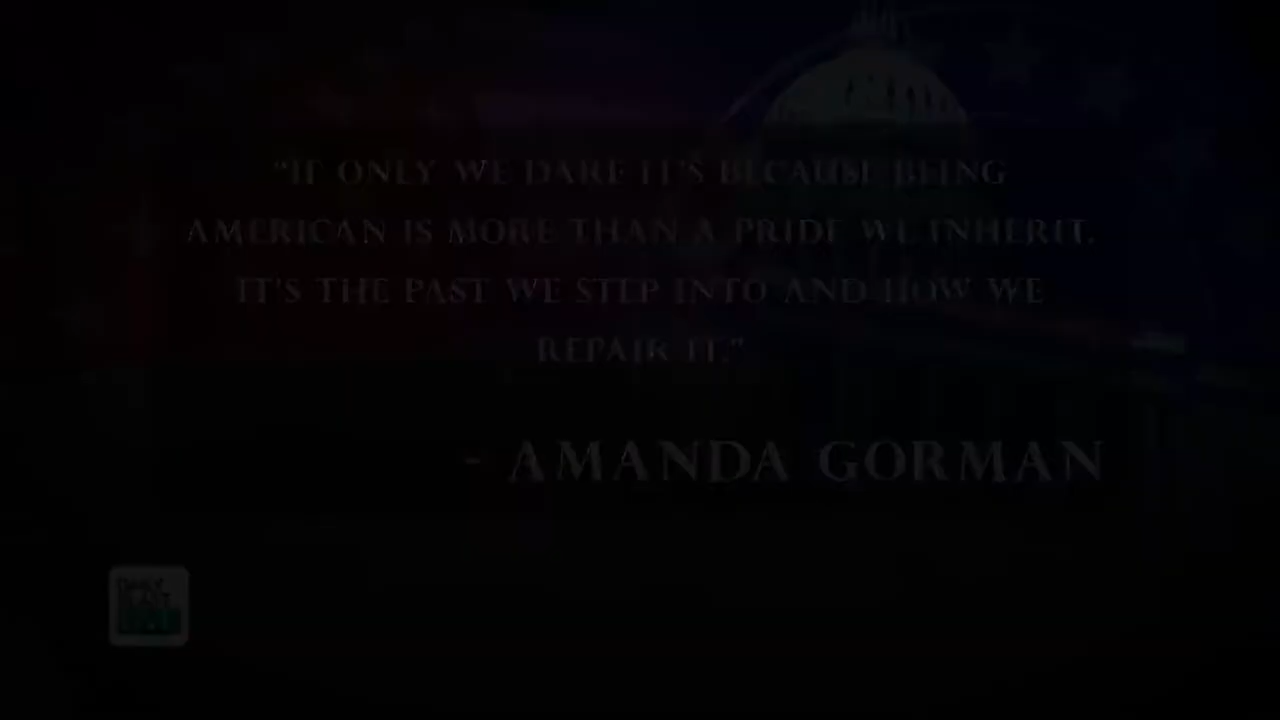 “IF ONLY WE DARE IT’S BECAUSE BEING
AMERICAN IS MORE THAN A PRIDE WE INHERIT.
IT’S THE PAST WE STEP INTO AND HOW WE
REPAIR IT.”
- AMANDA GORMAN
DAILY